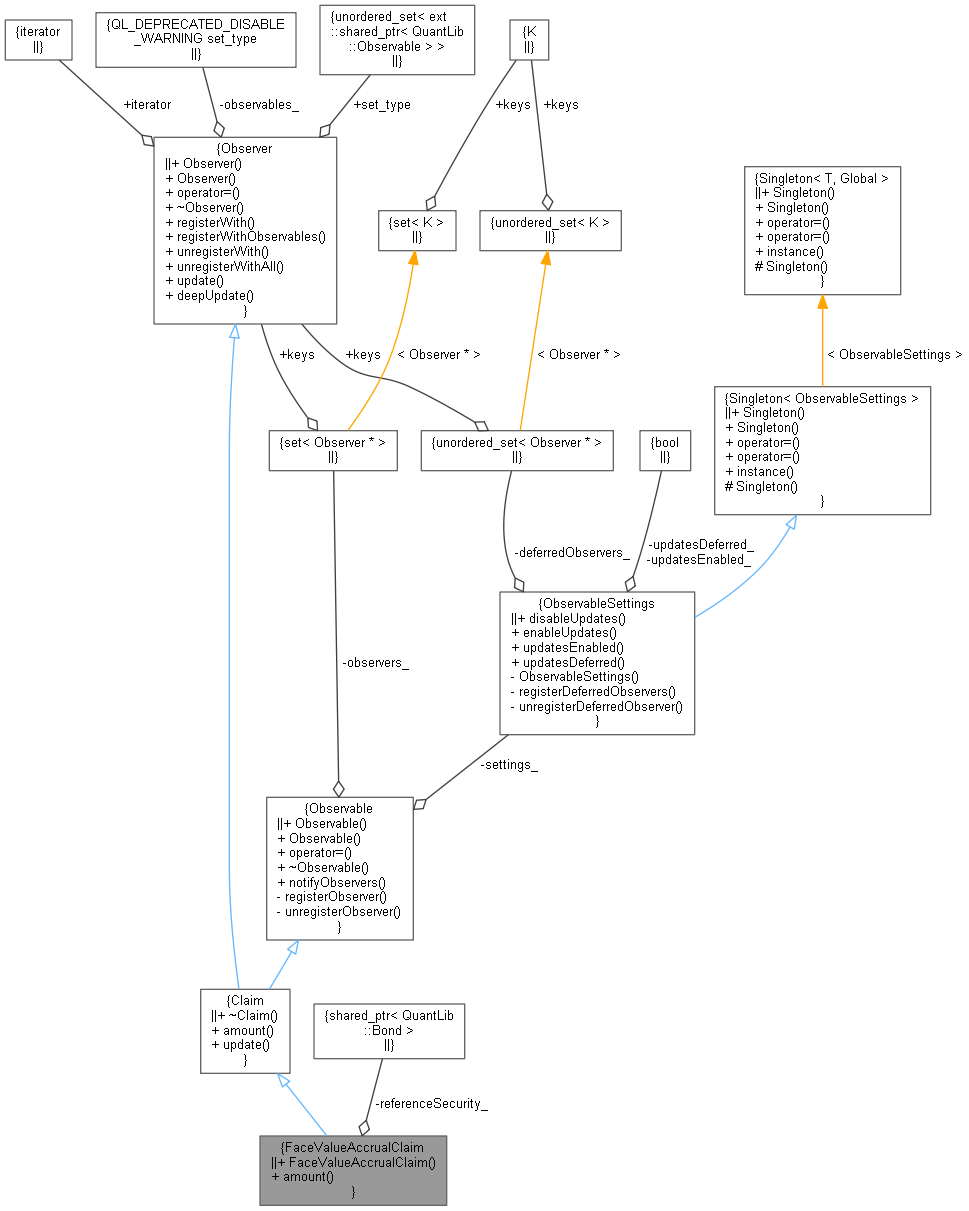 {iterator
||}
{QL_DEPRECATED_DISABLE
_WARNING set_type
||}
{unordered_set< ext
::shared_ptr< QuantLib
::Observable > >
||}
{K
||}
+iterator
-observables_
+set_type
+keys
+keys
{Observer
||+ Observer()
+ Observer()
+ operator=()
+ ~Observer()
+ registerWith()
+ registerWithObservables()
+ unregisterWith()
+ unregisterWithAll()
+ update()
+ deepUpdate()
}
{set< K >
||}
{unordered_set< K >
||}
{Singleton< T, Global >
||+ Singleton()
+ Singleton()
+ operator=()
+ operator=()
+ instance()
# Singleton()
}
+keys
+keys
< Observer * >
< Observer * >
< ObservableSettings >
{set< Observer * >
||}
{unordered_set< Observer * >
||}
{bool
||}
{Singleton< ObservableSettings >
||+ Singleton()
+ Singleton()
+ operator=()
+ operator=()
+ instance()
# Singleton()
}
-deferredObservers_
-updatesDeferred_
-updatesEnabled_
{ObservableSettings
||+ disableUpdates()
+ enableUpdates()
+ updatesEnabled()
+ updatesDeferred()
- ObservableSettings()
- registerDeferredObservers()
- unregisterDeferredObserver()
}
-observers_
-settings_
{Observable
||+ Observable()
+ Observable()
+ operator=()
+ ~Observable()
+ notifyObservers()
- registerObserver()
- unregisterObserver()
}
{Claim
||+ ~Claim()
+ amount()
+ update()
}
{shared_ptr< QuantLib
::Bond >
||}
-referenceSecurity_
{FaceValueAccrualClaim
||+ FaceValueAccrualClaim()
+ amount()
}